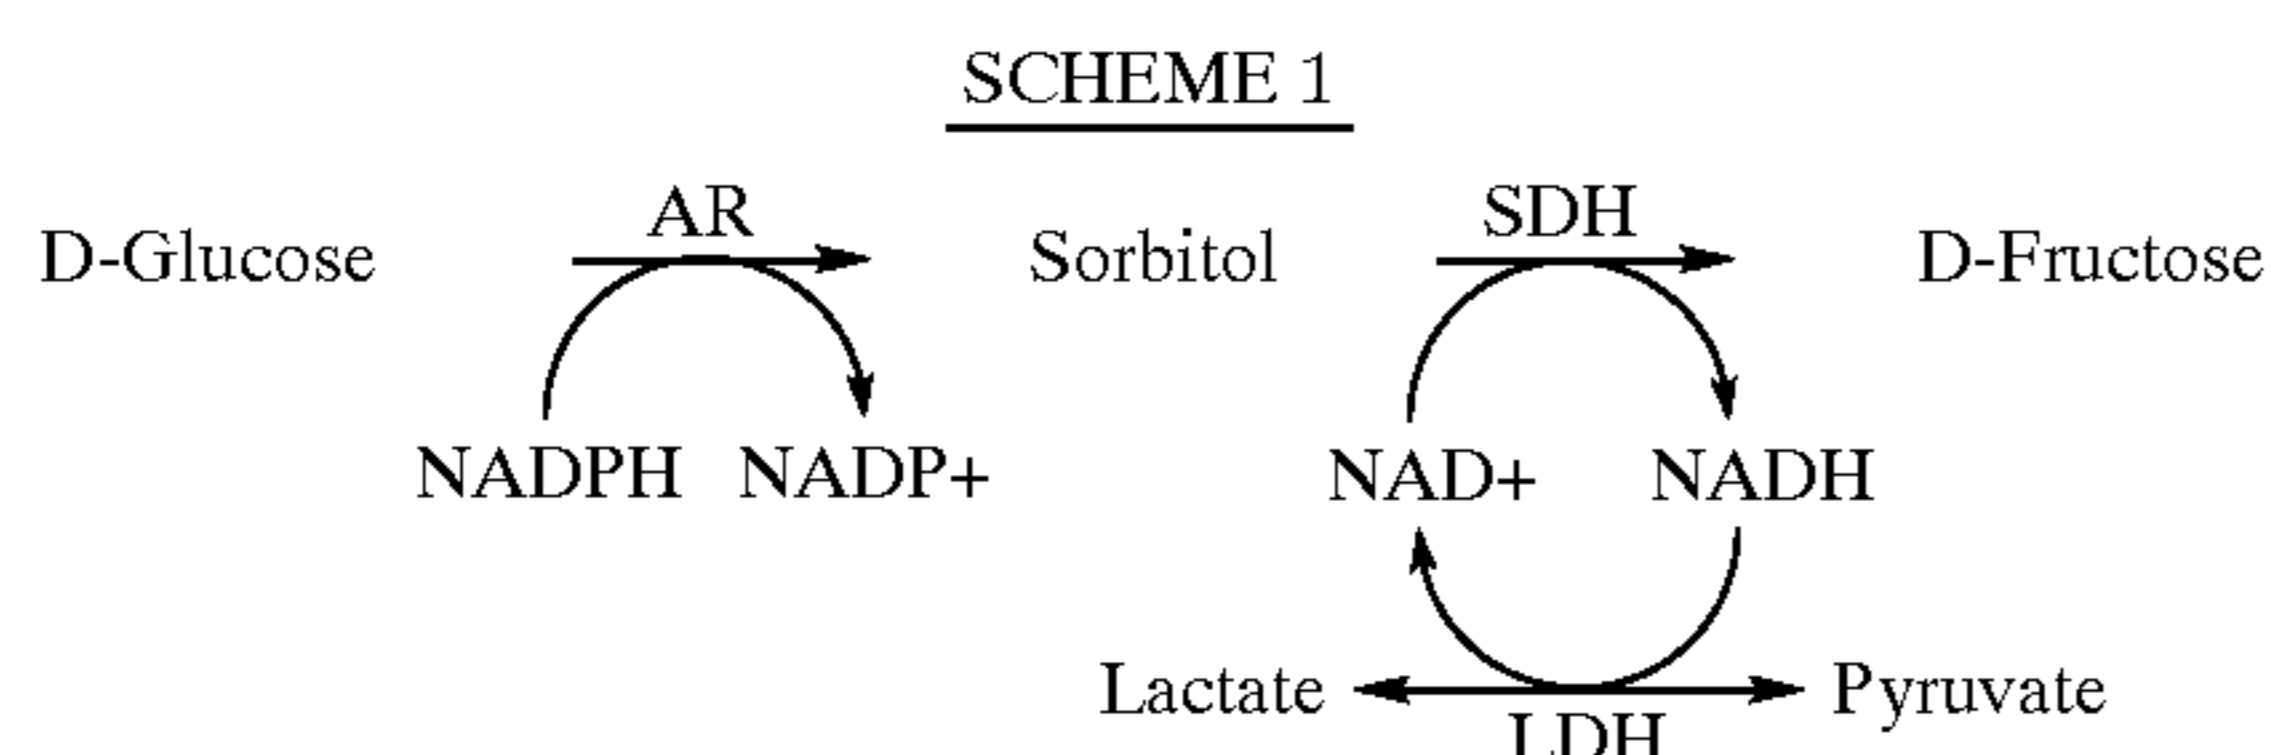 SCHEME 1
AR SDH
D-Glucose Sorbitol D-Fructose
NADPH NADP+ NAD+ NADH
Lactate Pyruvate
LDH